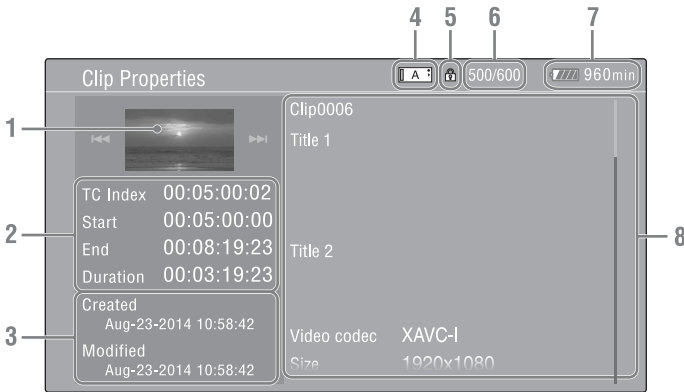 4 5 6 7
Clip Properties A 500/600 960min
1
Clip0006
Title 1
TC Index 00:05:00:02
Start 00:05:00:00
2
End 00:08:19:23
Duration 00:03:19:23
Title 2
8
Created
Aug-23-2014 10:58:42
3
Modified
Aug-23-2014 10:58:42
Video codec XAVC-I
Size 1920x1080